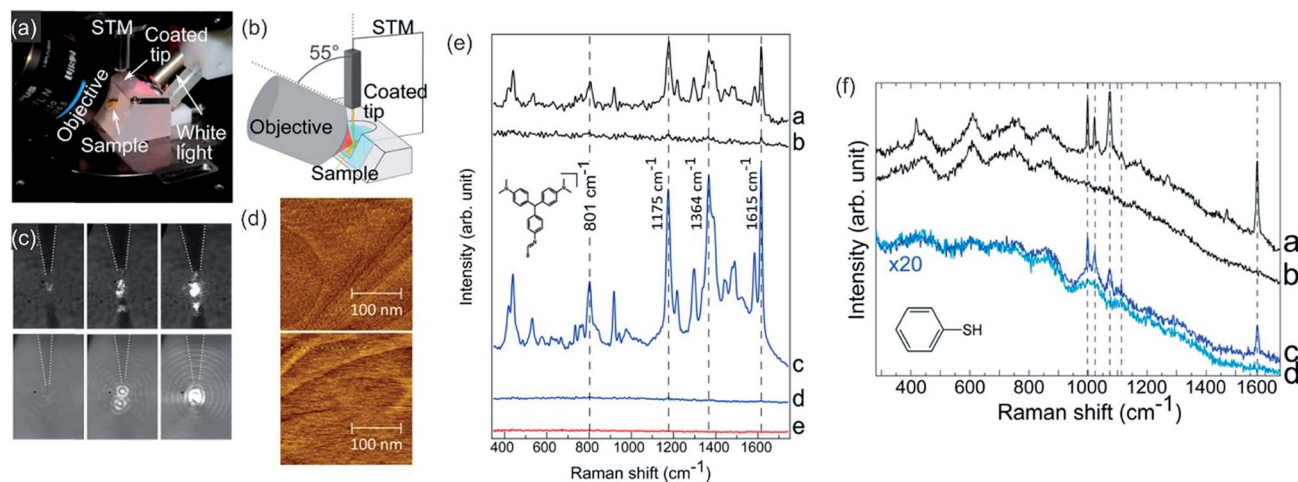 (a)
STM
Coated
tip
Objective
Sample
White
light
(b)
STM
55°
Coated
tip
Objective
Sample
(c)
(d)
100 nm
100 nm
(e)
Intensity (arb. unit)
a
b
801 cm⁻¹
1175 cm⁻¹
1364 cm⁻¹
1615 cm⁻¹
c
d
e
400 600 800 1000 1200 1400 1600
Raman shift (cm⁻¹)
(f)
Intensity (arb. unit)
a
b
x20
SH
c
d
400 600 800 1000 1200 1400 1600
Raman shift (cm⁻¹)